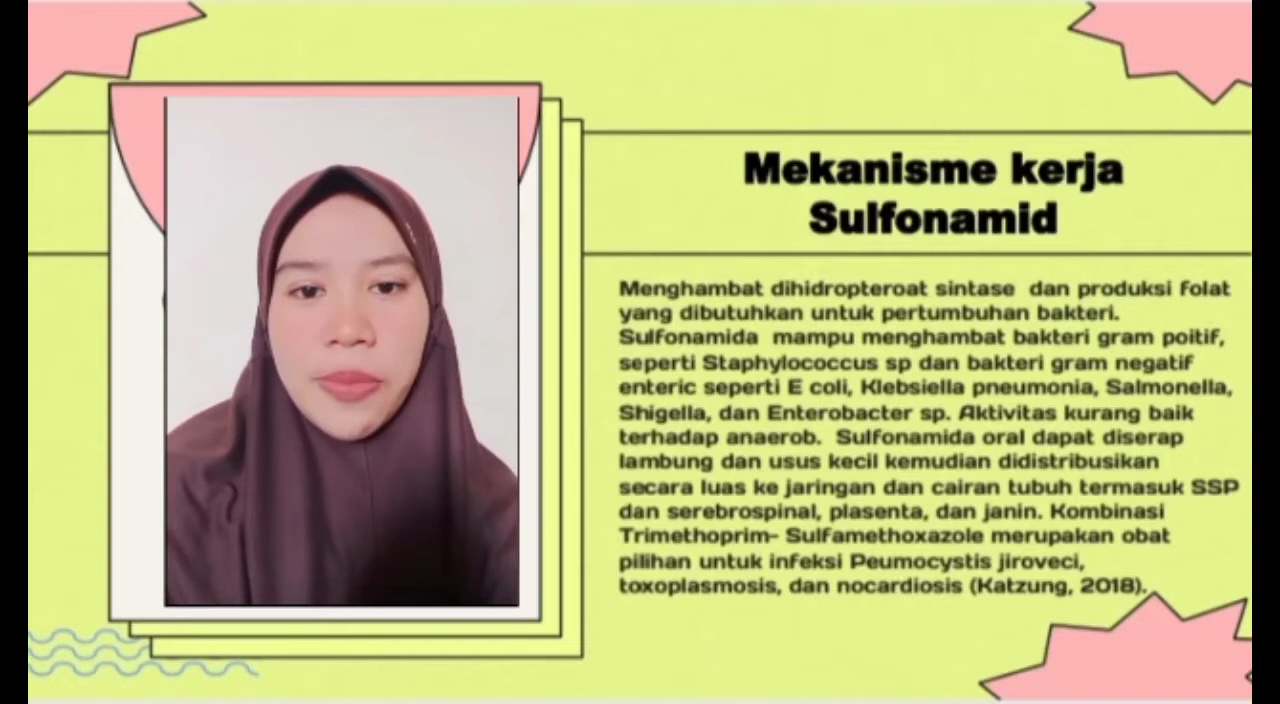 Mekanisme kerja
Sulfonamid
Menghambat dihidropteroat sintase dan produksi folat
yang dibutuhkan untuk pertumbuhan bakteri.
Sulfonamida mampu menghambat bakteri gram poitif,
seperti Staphylococcus sp dan bakteri gram negatif
enteric seperti E coli, Klebsiella pneumonia, Salmonella,
Shigella, dan Enterobacter sp. Aktivitas kurang baik
terhadap anaerob. Sulfonamida oral dapat diserap
lambung dan usus kecil kemudian didistribusikan
secara luas ke jaringan dan cairan tubuh termasuk SSP
dan serebrospinal, plasenta, dan janin. Kombinasi
Trimethoprim- Sulfamethoxazole merupakan obat
pilihan untuk infeksi Peumocystis jiroveci,
toxoplasmosis, dan nocardiosis (Katzung, 2018).